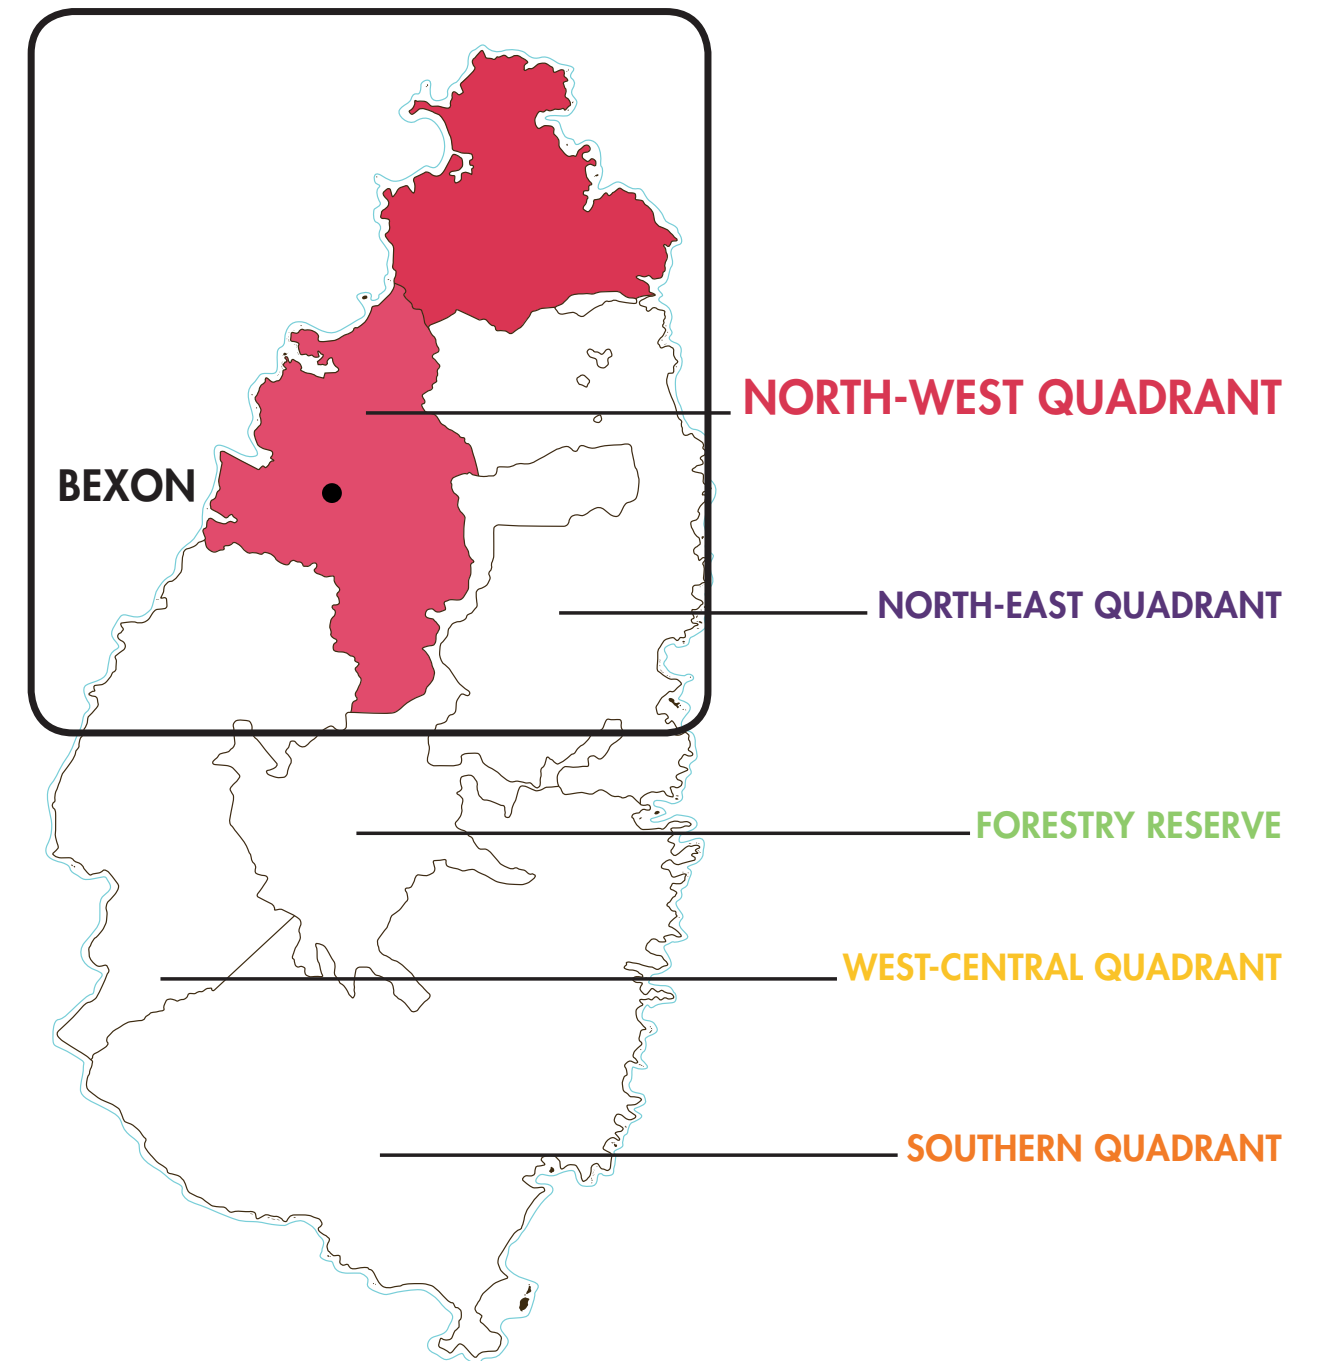 NORTH-WEST QUADRANT
BEXON
NORTH-EAST QUADRANT
FORESTRY RESERVE
WEST-CENTRAL QUADRANT
SOUTHERN QUADRANT